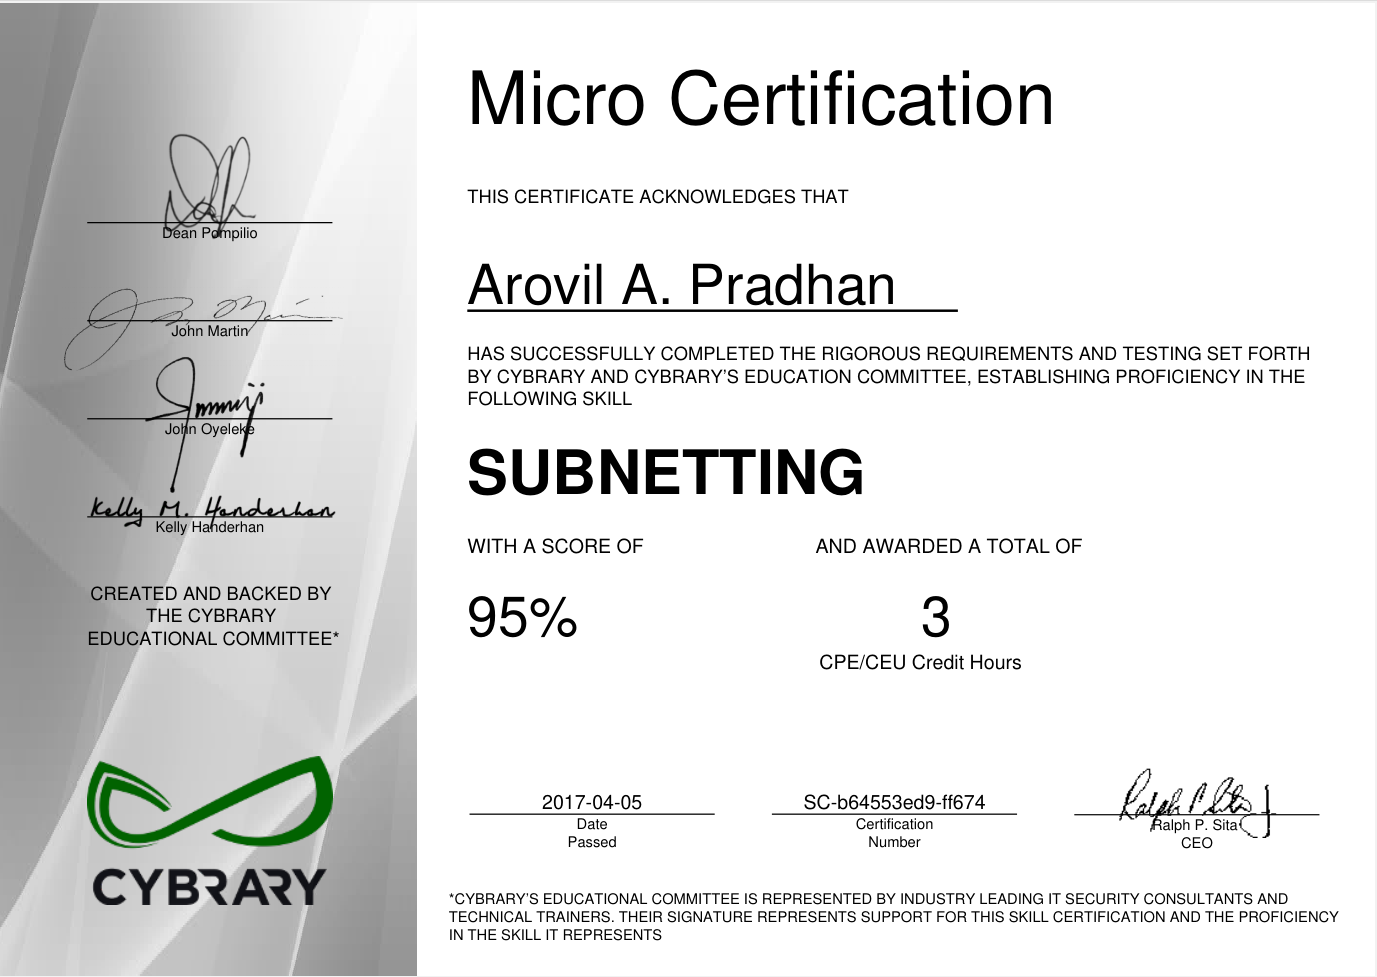 Micro Certification
THIS CERTIFICATE ACKNOWLEDGES THAT
Arovil A. Pradhan
HAS SUCCESSFULLY COMPLETED THE RIGOROUS REQUIREMENTS AND TESTING SET FORTH
BY CYBRARY AND CYBRARY’S EDUCATION COMMITTEE, ESTABLISHING PROFICIENCY IN THE
FOLLOWING SKILL
SUBNETTING
WITH A SCORE OF
95%
AND AWARDED A TOTAL OF
3
CPE/CEU Credit Hours
2017-04-05
Date
Passed
SC-b64553ed9-ff674
Certification
Number
Ralph P. Sita
Ralph P. Sita
CEO
*CYBRARY’S EDUCATIONAL COMMITTEE IS REPRESENTED BY INDUSTRY LEADING IT SECURITY CONSULTANTS AND
TECHNICAL TRAINERS. THEIR SIGNATURE REPRESENTS SUPPORT FOR THIS SKILL CERTIFICATION AND THE PROFICIENCY
IN THE SKILL IT REPRESENTS
Dean Pompilio
John Martin
John Oyeleke
Kelly M. Handerhan
Kelly Handerhan
CREATED AND BACKED BY
THE CYBRARY
EDUCATIONAL COMMITTEE*
CYBRARY